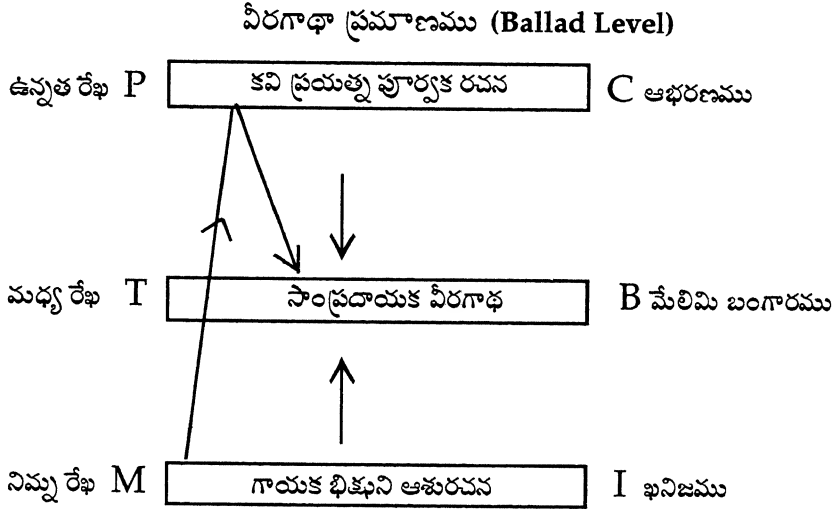 వీరగాథా ప్రమాణము (Ballad Level)
ఉన్నత రేఖ P కవి ప్రయత్న పూర్వక రచన C ఆభరణము
మధ్య రేఖ T సాంప్రదాయక వీరగాథ B మేలిమి బంగారము
నిమ్న రేఖ M గాయక భిక్షుని ఆశురచన I ఖనిజము